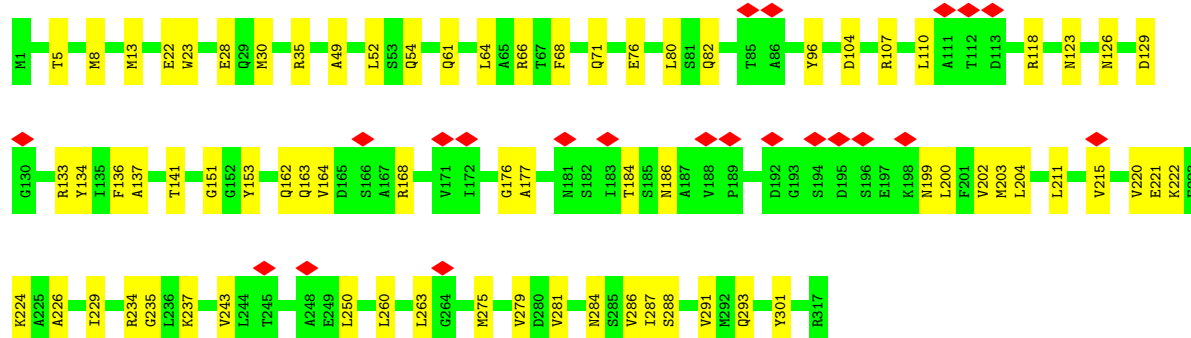 M1 T5 M8 M13 E22 W23 E28 Q29 M30 R35 A49 L52 S53 Q54 Q61 L64 A65 R66 T67 F68 Q71 E76 L80 S81 Q82 T85 A86 Y96 D104 R107 L110 A111 T112 D113 R118 N123 N126 D129
G130 R133 Y134 I135 F136 A137 T141 G151 G152 Y153 Q162 Q163 V164 D165 S166 A167 R168 V171 I172 G176 A177 N181 S182 I183 T184 S185 N186 A187 V188 P189 D192 G193 S194 D195 S196 E197 K198 N199 L200 F201 V202 M203 L204 L211 V215 V220 E221 K222
K224 A225 A226 I229 R234 G235 L236 K237 V243 L244 T245 A248 E249 L250 L260 L263 G264 M275 V279 D280 V281 N284 S285 V286 I287 S288 V291 M292 Q293 Y301 R317